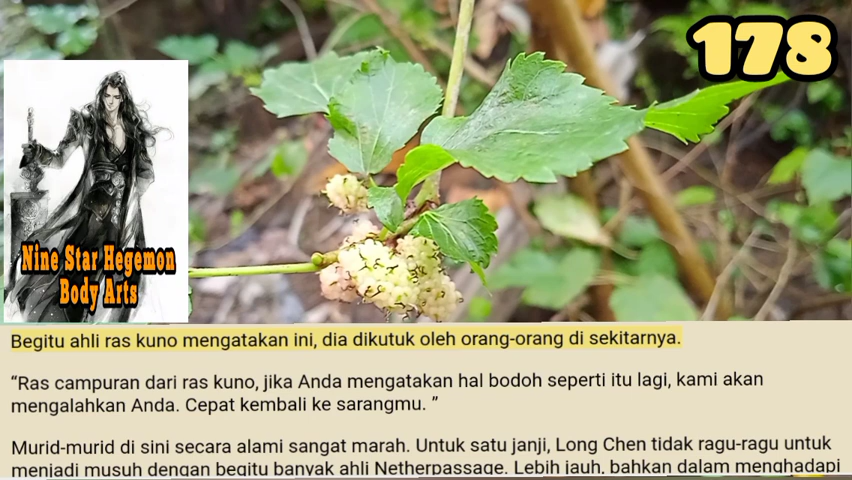 178
Nine Star Hegemon
Body Arts
Begitu ahli ras kuno mengatakan ini, dia dikutuk oleh orang-orang di sekitarnya.
“Ras campuran dari ras kuno, jika Anda mengatakan hal bodoh seperti itu lagi, kami akan
mengalahkan Anda. Cepat kembali ke sarangmu. ”
Murid-murid di sini secara alami sangat marah. Untuk satu janji, Long Chen tidak ragu-ragu untuk
menjadi musuh dengan begitu banyak ahli Netherpassage. Lebih jauh, bahkan dalam menghadapi